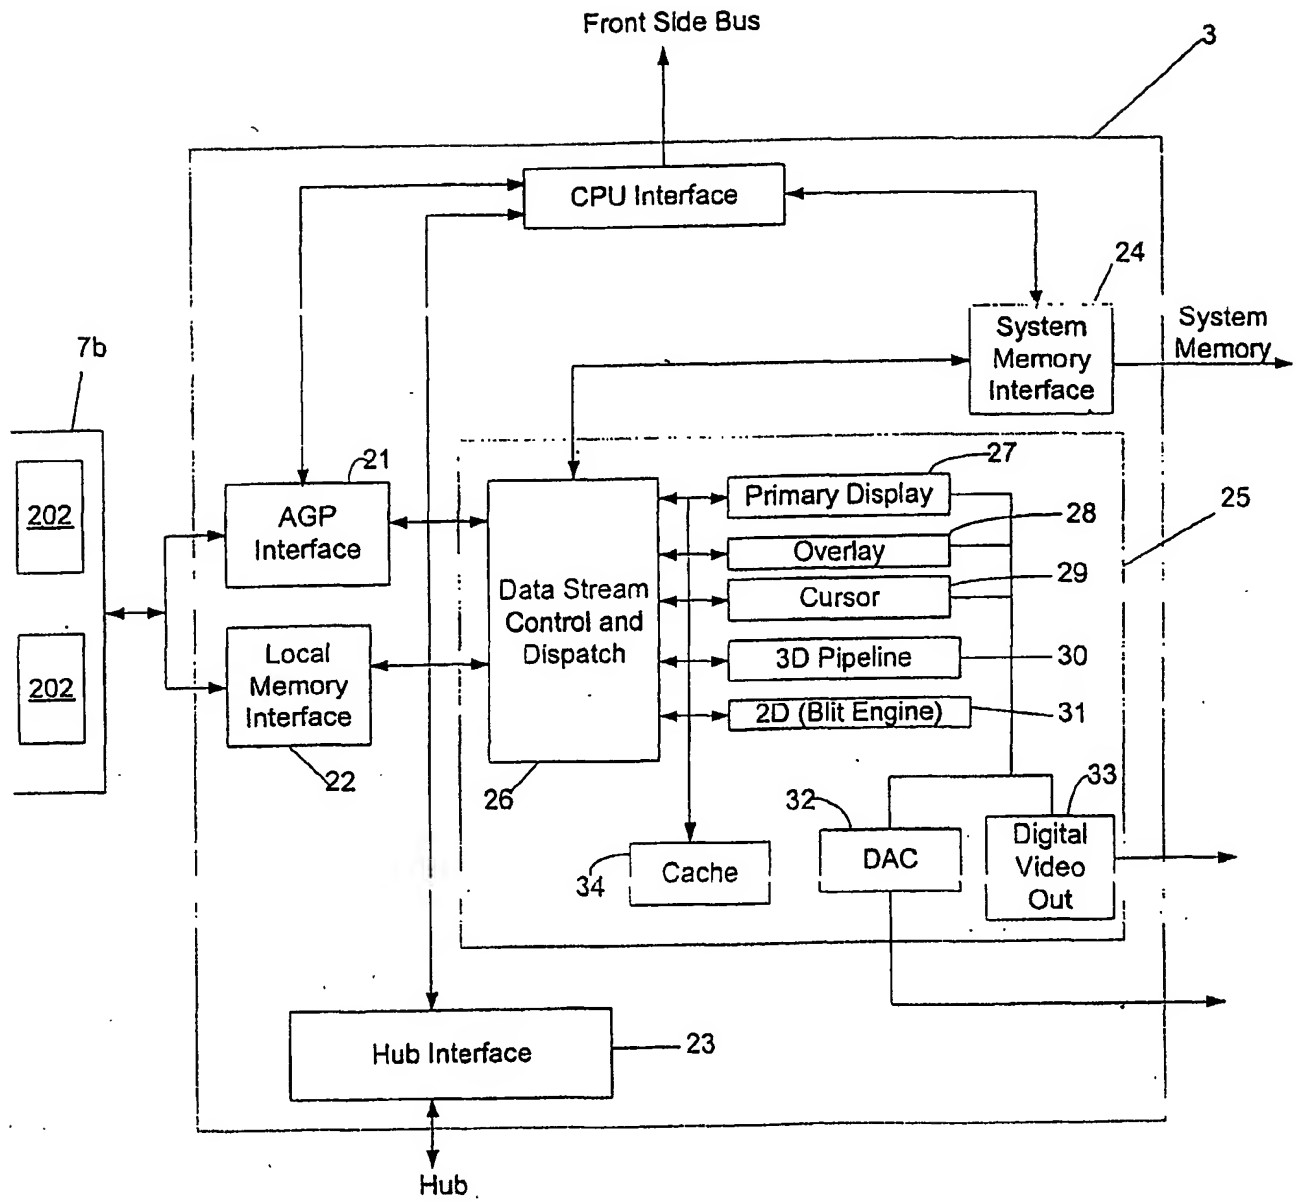 Front Side Bus
3
CPU Interface
24
System
Memory
Interface
System
Memory
7b
202
202
21
AGP
Interface
Local
Memory
Interface
22
Data Stream
Control and
Dispatch
26
27
Primary Display
28
Overlay
29
Cursor
3D Pipeline
30
2D (Blit Engine)
31
25
32
DAC
33
Digital
Video
Out
34
Cache
Hub Interface
23
Hub